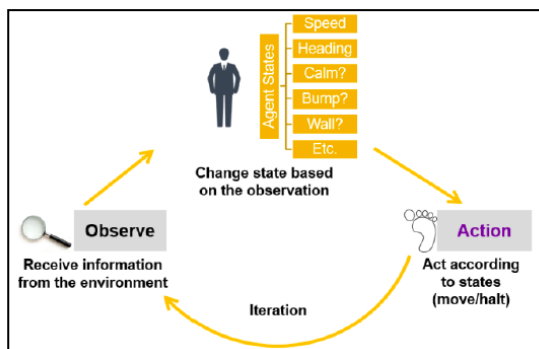 Speed
Heading
Calm?
Bump?
Wall?
Etc.
Agent States
Change state based
on the observation
Observe
Receive information
from the environment
Action
Act according
to states
(move/halt)
Iteration